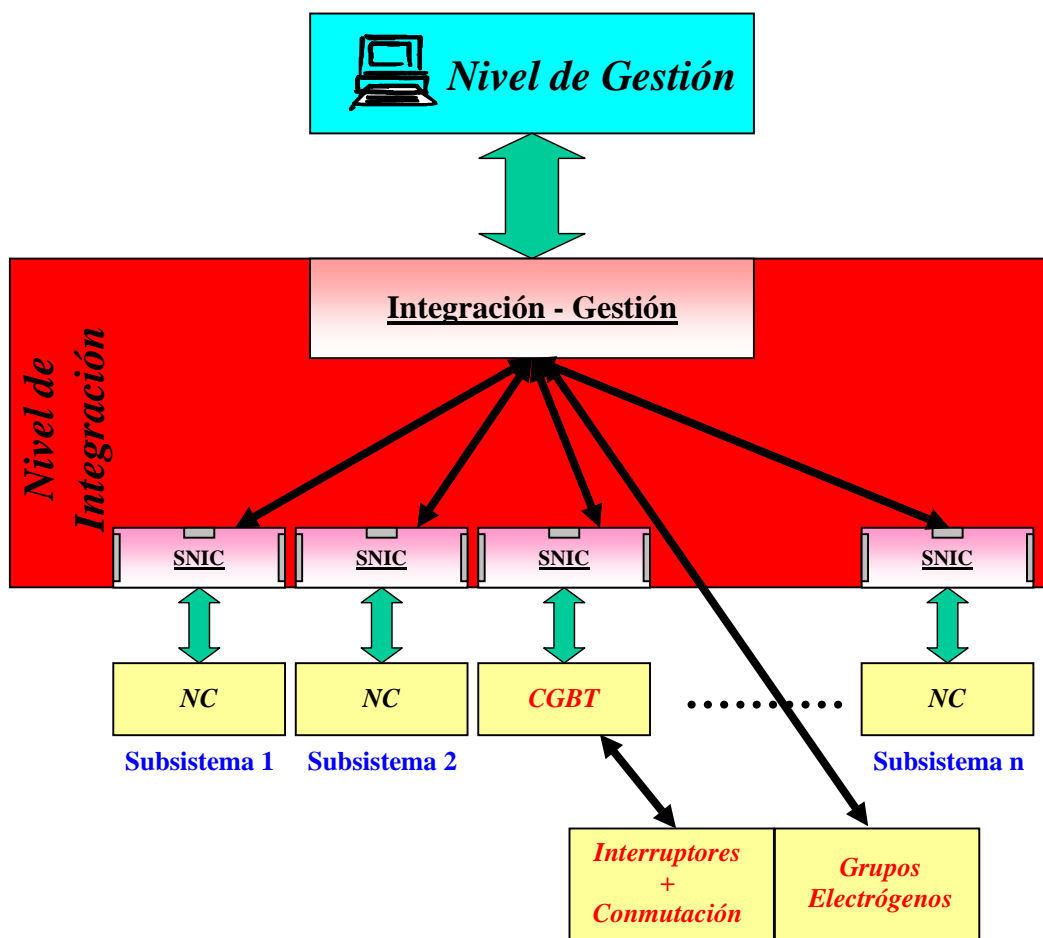 Nivel de Gestión
Integración - Gestión
Nivel de
Integración
SNIC
SNIC
SNIC
SNIC
NC
NC
CGBT
NC
Subsistema 1
Subsistema 2
Subsistema n
Interruptores
+
Conmutación
Grupos
Electrógenos